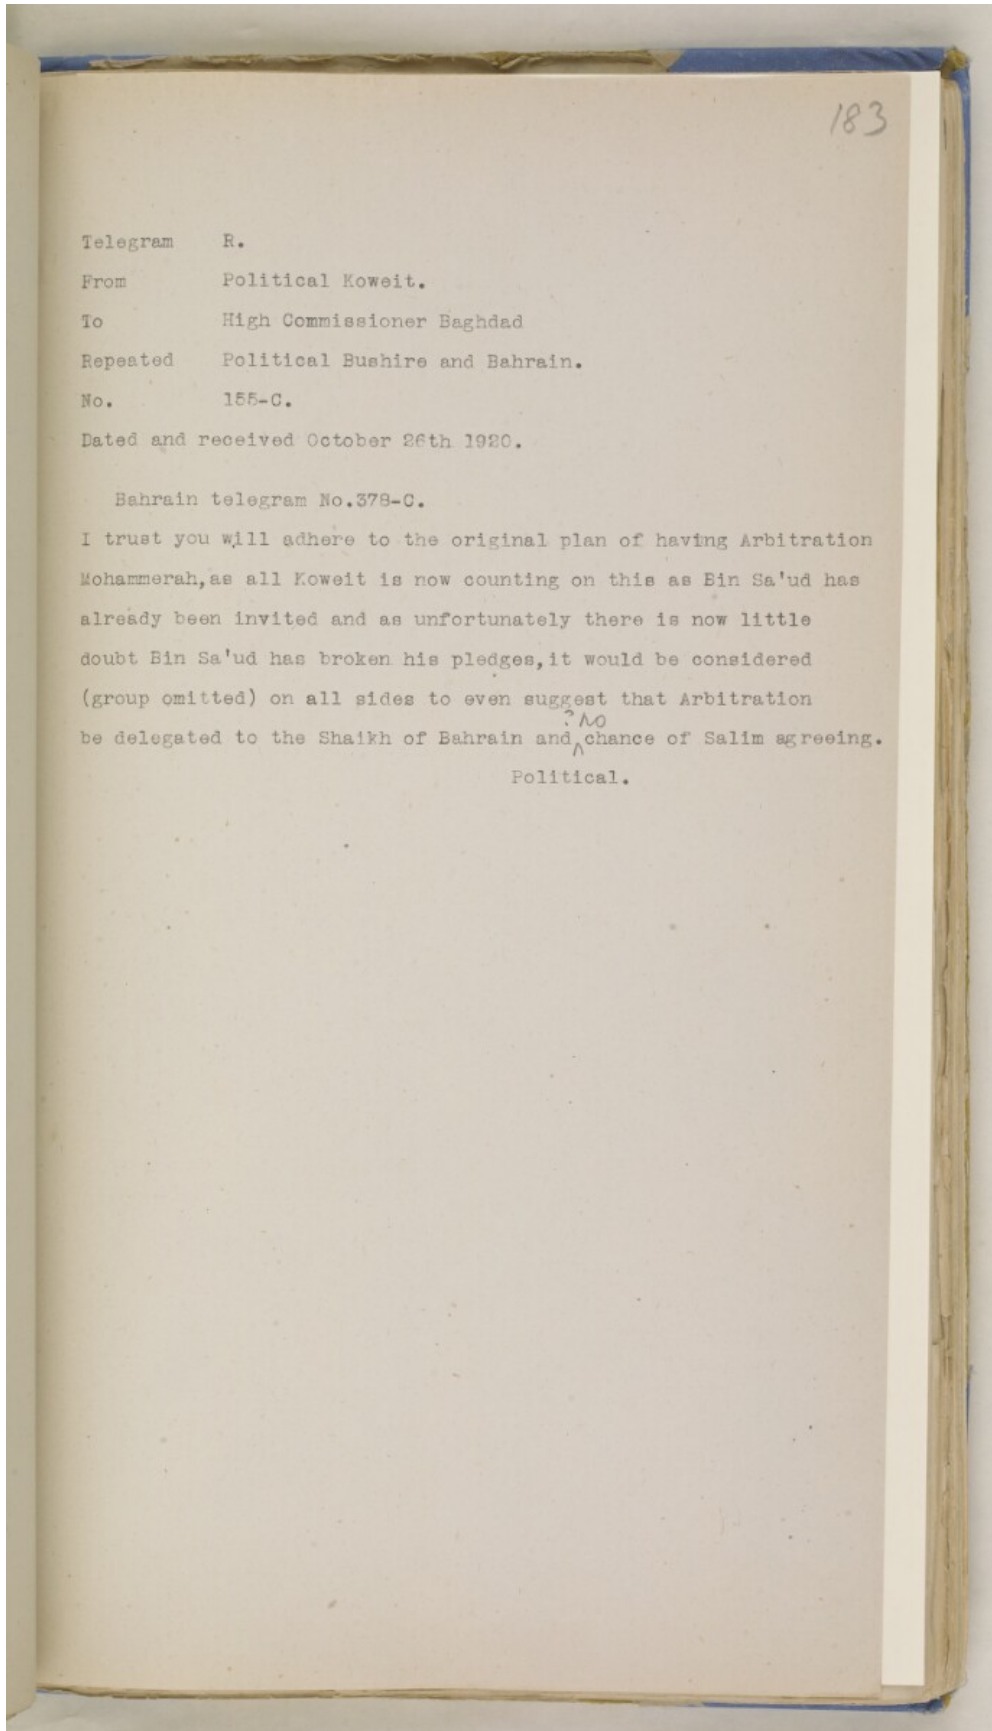 183
Telegram R.
From Political Koweit.
To High Commissioner Baghdad
Repeated Political Bushire and Bahrain.
No. 155-C.
Dated and received October 26th 1920.
Bahrain telegram No.378-C.
I trust you will adhere to the original plan of having Arbitration
Mohammerah,as all Koweit is now counting on this as Bin Sa'ud has
already been invited and as unfortunately there is now little
doubt Bin Sa'ud has broken his pledges,it would be considered
(group omitted) on all sides to even suggest that Arbitration
? no
be delegated to the Shaikh of Bahrain and^chance of Salim agreeing.
Political.